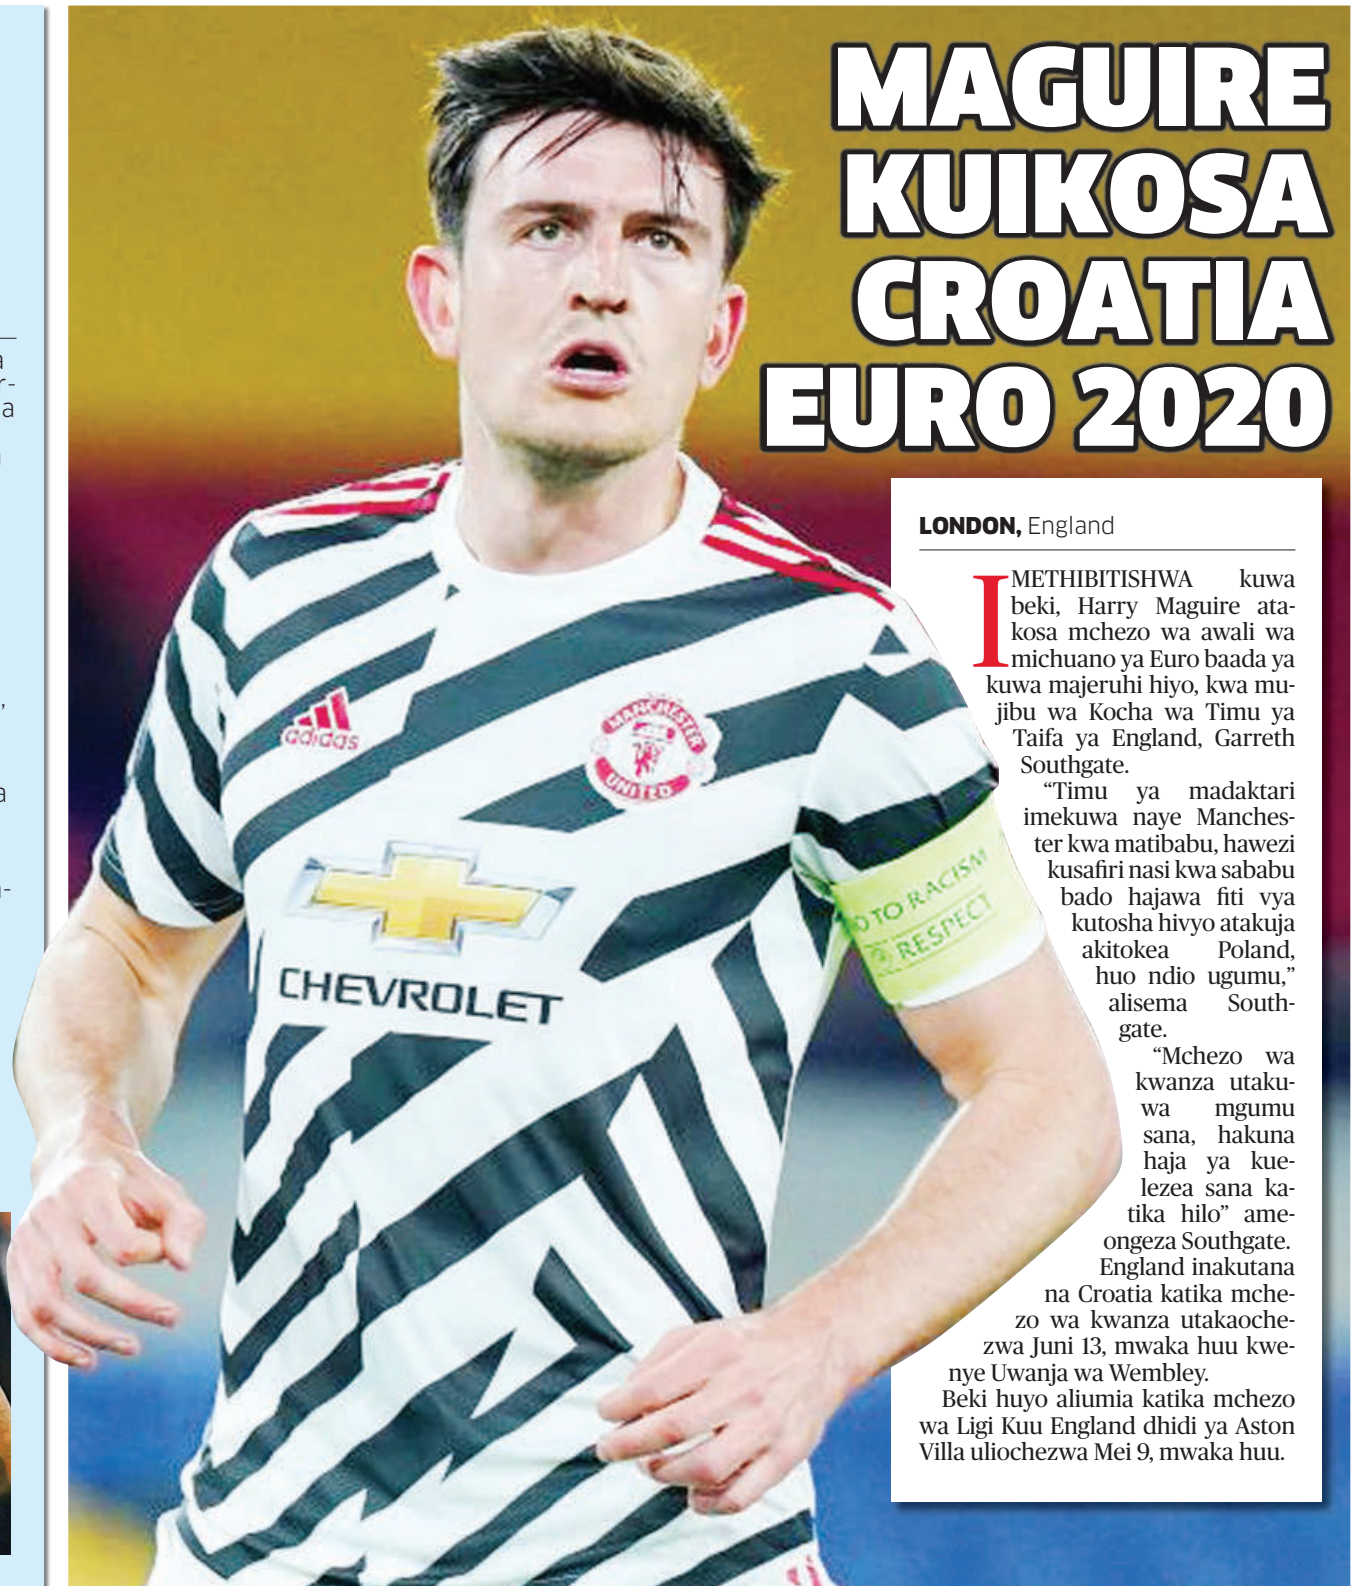 MAGUIRE
KUIKOSA
CROATIA
EURO 2020
LONDON, England
IMETHIBITISHWA kuwa
beki, Harry Maguire ata-
kosa mchezo wa awali wa
michuano ya Euro baada ya
kuwa majeruhi hiyo, kwa mu-
jibu wa Kocha wa Timu ya
Taifa ya England, Garreth
Southgate.
“Timu ya madaktari
imekuwa naye Manches-
ter kwa matibabu, hawezi
kusafiri nasi kwa sababu
bado hajawa fiti vya
kutosha hivyo atakuja
akitokea Poland,
huo ndio ugumu,”
alisema South-
gate.
“Mchezo wa
kwanza utaku-
wa mgumu
sana, hakuna
haja ya kue-
lezea sana ka-
tika hilo” ame-
ongeza Southgate.
England inakutana
na Croatia katika mche-
zo wa kwanza utakaoche-
zwa Juni 13, mwaka huu kwe-
nye Uwanja wa Wembley.
Beki huyo aliumia katika mchezo
wa Ligi Kuu England dhidi ya Aston
Villa uliochezwa Mei 9, mwaka huu.
adidas
MANCHESTER
UNITED
CHEVROLET
TO RACISM
RESPECT